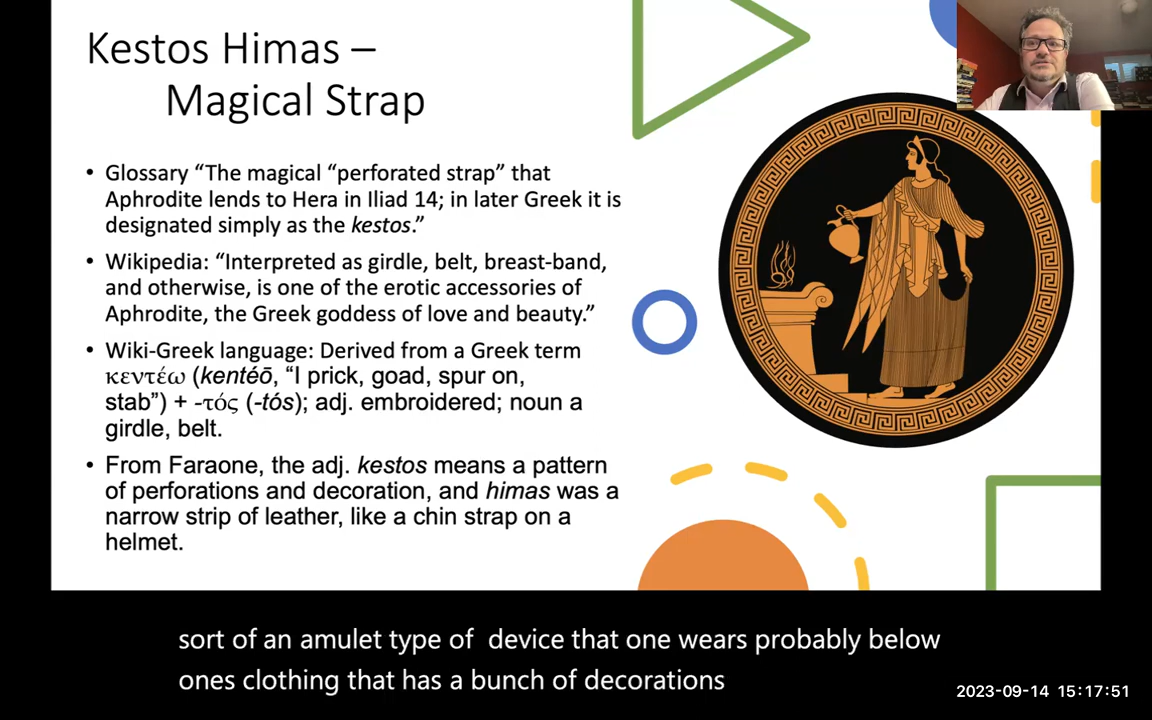 Kestos Himas –
Magical Strap
• Glossary “The magical “perforated strap” that
Aphrodite lends to Hera in Iliad 14; in later Greek it is
designated simply as the kestos.”
• Wikipedia: “Interpreted as girdle, belt, breast-band,
and otherwise, is one of the erotic accessories of
Aphrodite, the Greek goddess of love and beauty.”
• Wiki-Greek language: Derived from a Greek term
κεντέω (kentéō, “I prick, goad, spur on,
stab”) + -τός (-tós); adj. embroidered; noun a
girdle, belt.
• From Faraone, the adj. kestos means a pattern
of perforations and decoration, and himas was a
narrow strip of leather, like a chin strap on a
helmet.
sort of an amulet type of  device that one wears probably below
ones clothing that has a bunch of decorations
2023-09-14 15:17:51